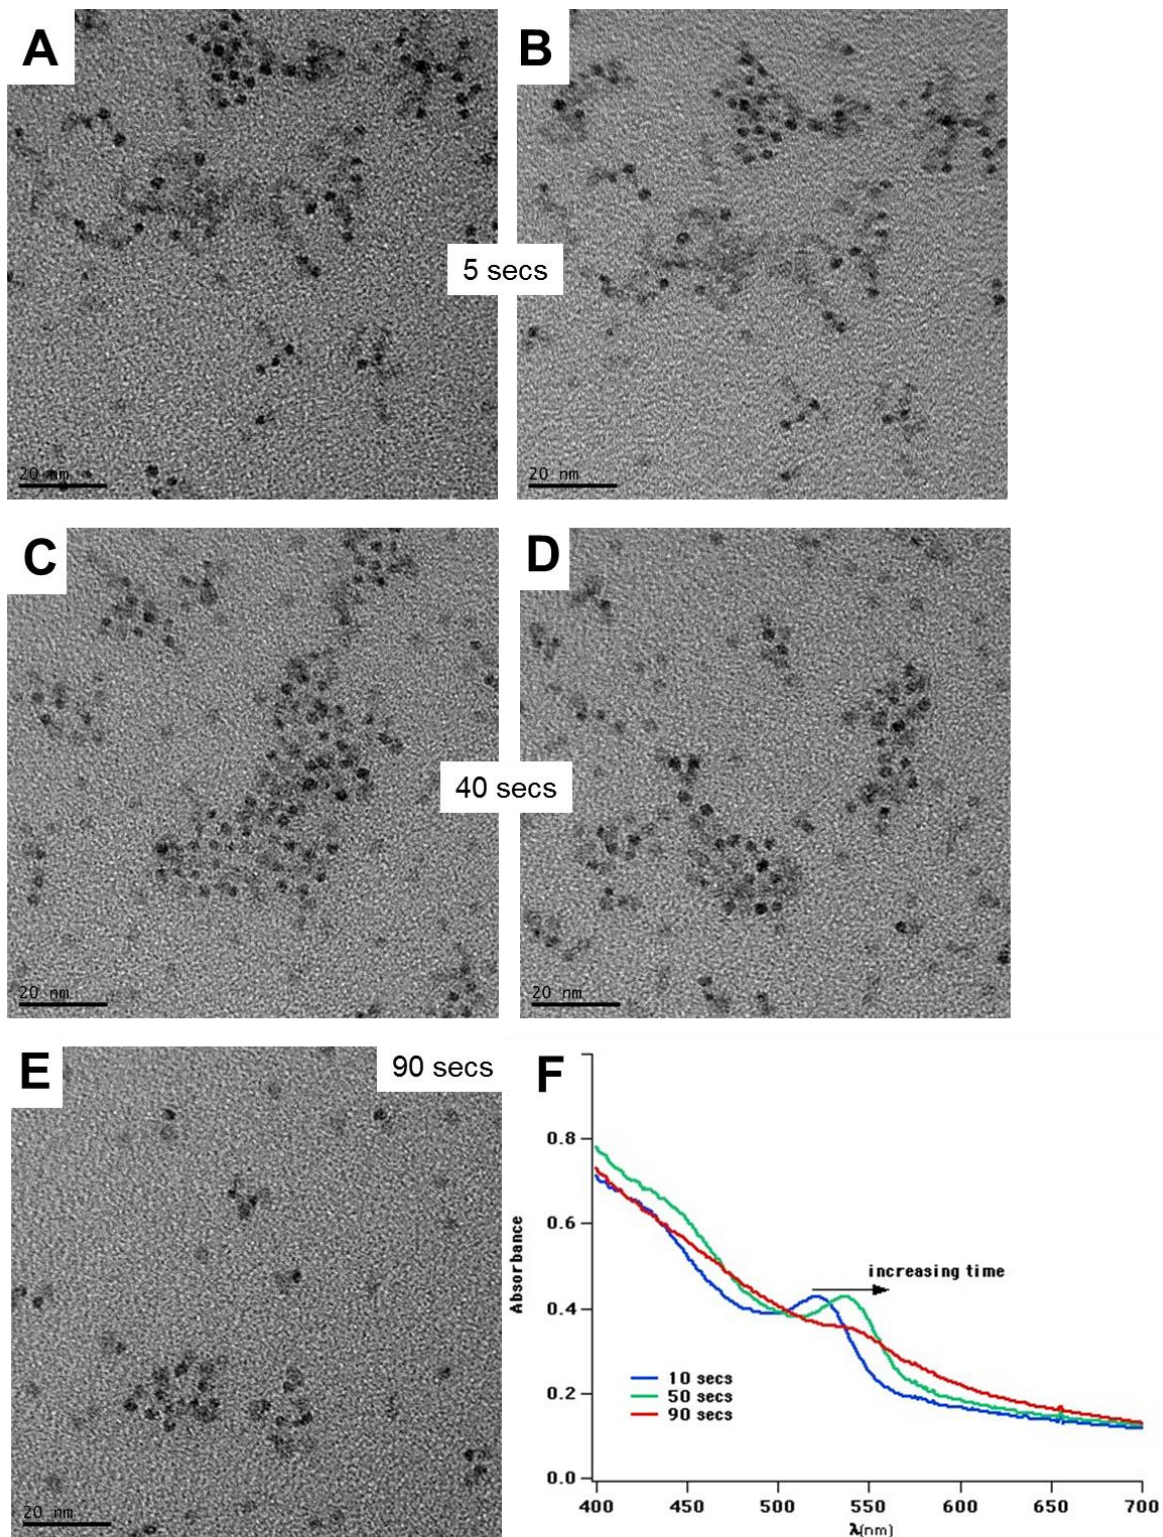 A
B
5 secs
20 nm
20 nm
C
D
40 secs
20 nm
20 nm
E
90 secs
20 nm
F
0.8
0.6
0.4
0.2
0.0
Absorbance
increasing time
10 secs
50 secs
90 secs
400 450 500 550 600 650 700
λ(nm)